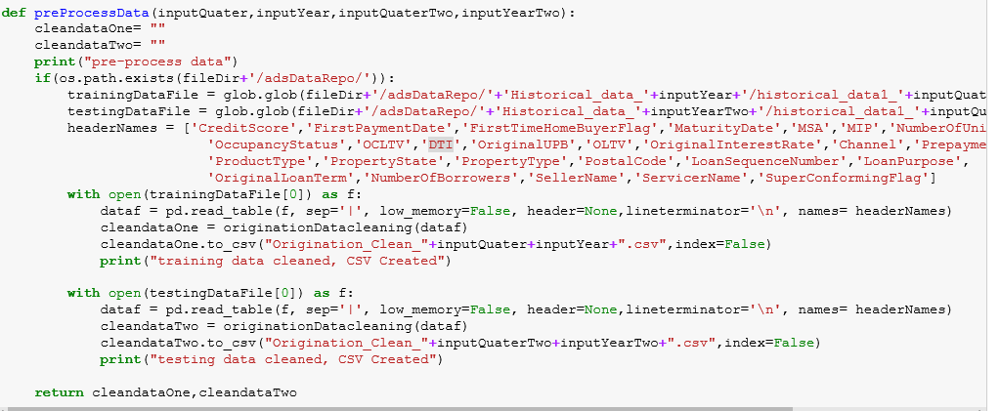 def preProcessData(inputQuater,inputYear,inputQuaterTwo,inputYearTwo):
    cleandataOne= ""
    cleandataTwo= ""
    print("pre-process data")
    if(os.path.exists(fileDir+'/adsDataRepo/')):
        trainingDataFile = glob.glob(fileDir+'/adsDataRepo/'+'Historical_data_'+inputYear+'/historical_data1_'+inputQuat
        testingDataFile = glob.glob(fileDir+'/adsDataRepo/'+'Historical_data_'+inputYearTwo+'/historical_data1_'+inputQu
        headerNames = ['CreditScore','FirstPaymentDate','FirstTimeHomeBuyerFlag','MaturityDate','MSA','MIP','NumberOfUni
                         'OccupancyStatus','OCLTV','DTI','OriginalUPB','OLTV','OriginalInterestRate','Channel','Prepayme
                         'ProductType','PropertyState','PropertyType','PostalCode','LoanSequenceNumber','LoanPurpose',
                         'OriginalLoanTerm','NumberOfBorrowers','SellerName','ServicerName','SuperConformingFlag']
        with open(trainingDataFile[0]) as f:
            dataf = pd.read_table(f, sep='|', low_memory=False, header=None,lineterminator='\n', names= headerNames)
            cleandataOne = originationDatacleaning(dataf)
            cleandataOne.to_csv("Origination_Clean_"+inputQuater+inputYear+".csv",index=False)
            print("training data cleaned, CSV Created")

        with open(testingDataFile[0]) as f:
            dataf = pd.read_table(f, sep='|', low_memory=False, header=None,lineterminator='\n', names= headerNames)
            cleandataTwo = originationDatacleaning(dataf)
            cleandataTwo.to_csv("Origination_Clean_"+inputQuaterTwo+inputYearTwo+".csv",index=False)
            print("testing data cleaned, CSV Created")

    return cleandataOne,cleandataTwo